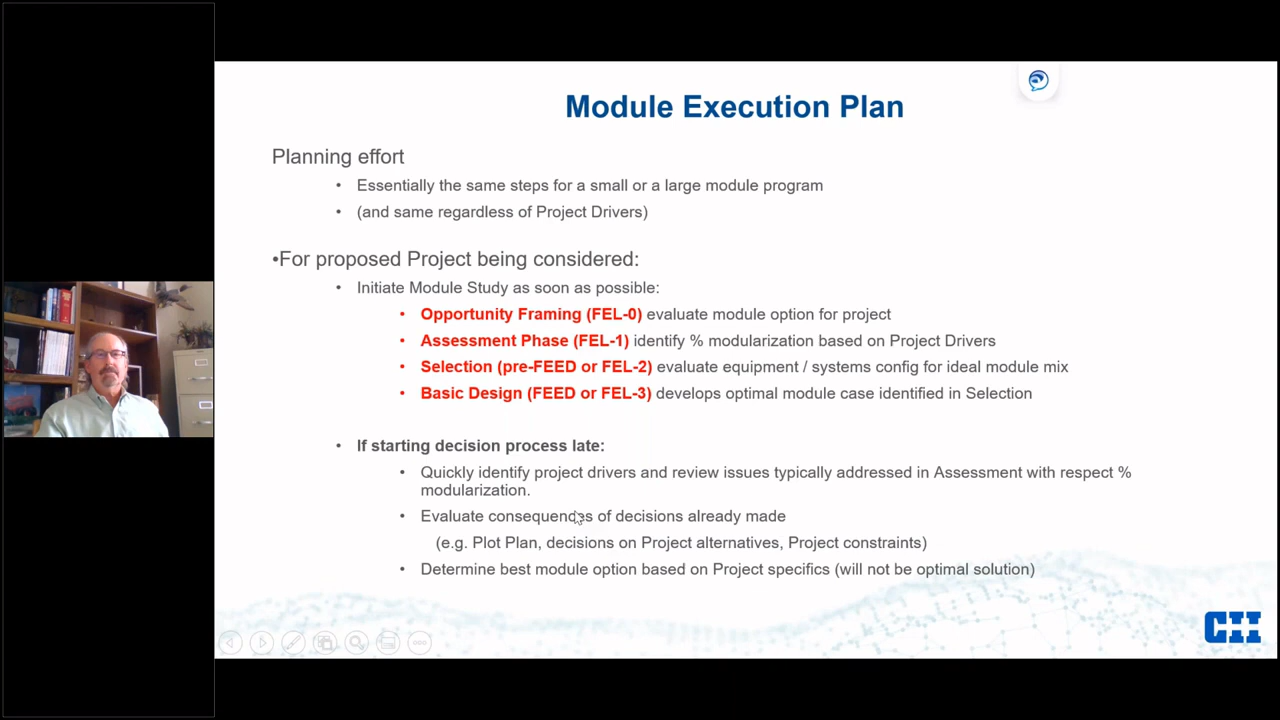 Module Execution Plan
Planning effort
• Essentially the same steps for a small or a large module program
• (and same regardless of Project Drivers)
•For proposed Project being considered:
• Initiate Module Study as soon as possible:
• Opportunity Framing (FEL-0) evaluate module option for project
• Assessment Phase (FEL-1) identify % modularization based on Project Drivers
• Selection (pre-FEED or FEL-2) evaluate equipment / systems config for ideal module mix
• Basic Design (FEED or FEL-3) develops optimal module case identified in Selection
• If starting decision process late:
• Quickly identify project drivers and review issues typically addressed in Assessment with respect %
modularization.
• Evaluate consequences of decisions already made
(e.g. Plot Plan, decisions on Project alternatives, Project constraints)
• Determine best module option based on Project specifics (will not be optimal solution)
CII